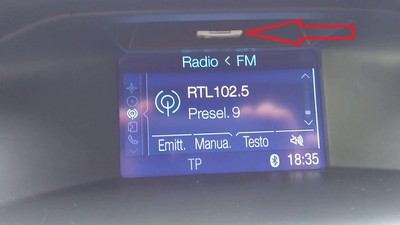 Radio < FM
RTL102.5
Presel. 9
Emitt. Manua. Testo
TP 18:35